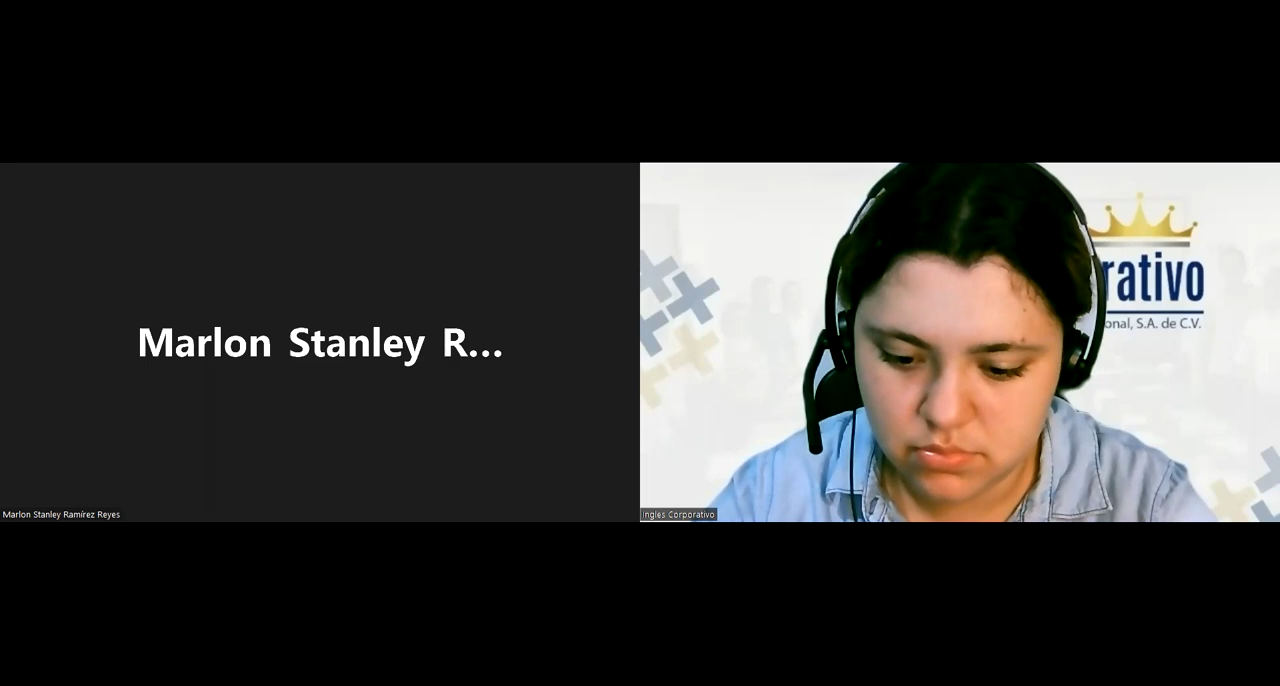 Marlon Stanley R...
Marlon Stanley Ramírez Reyes
rativo
onal, S.A. de C.V.
Ingles Corporativo